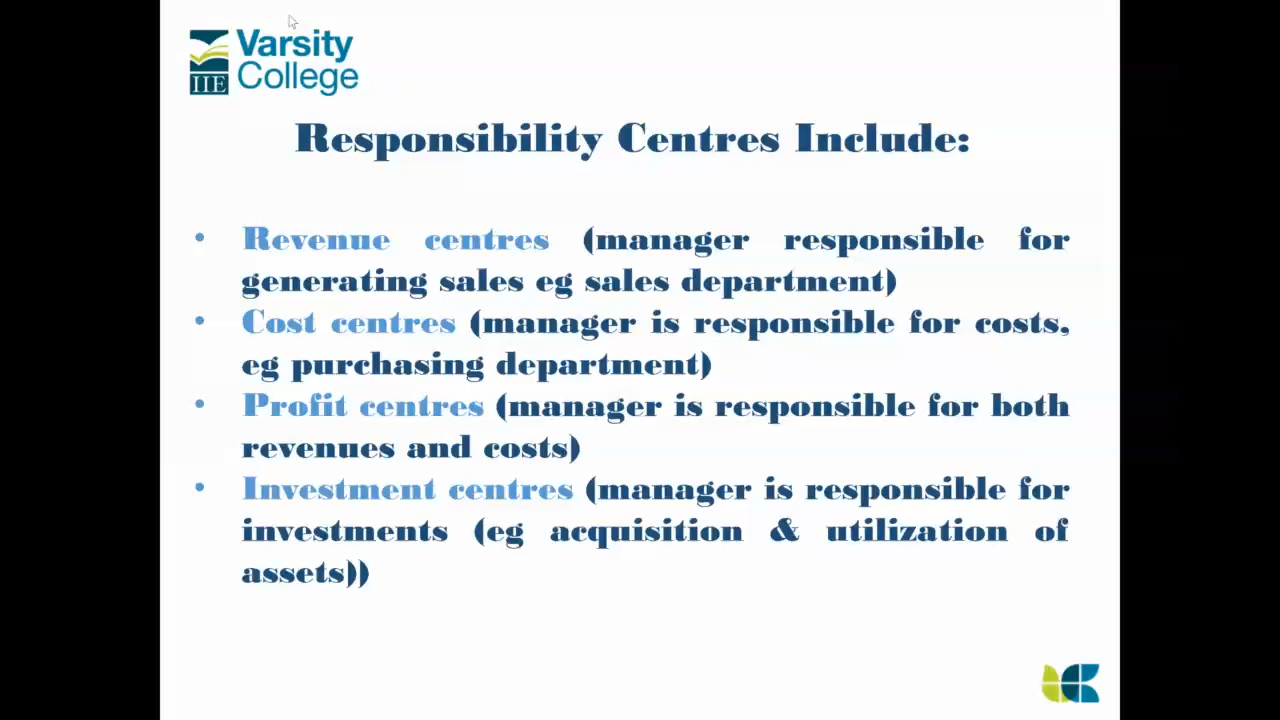 Varsity
College
IIE
Responsibility Centres Include:
• Revenue centres (manager responsible for
generating sales eg sales department)
• Cost centres (manager is responsible for costs,
eg purchasing department)
• Profit centres (manager is responsible for both
revenues and costs)
• Investment centres (manager is responsible for
investments (eg acquisition & utilization of
assets))